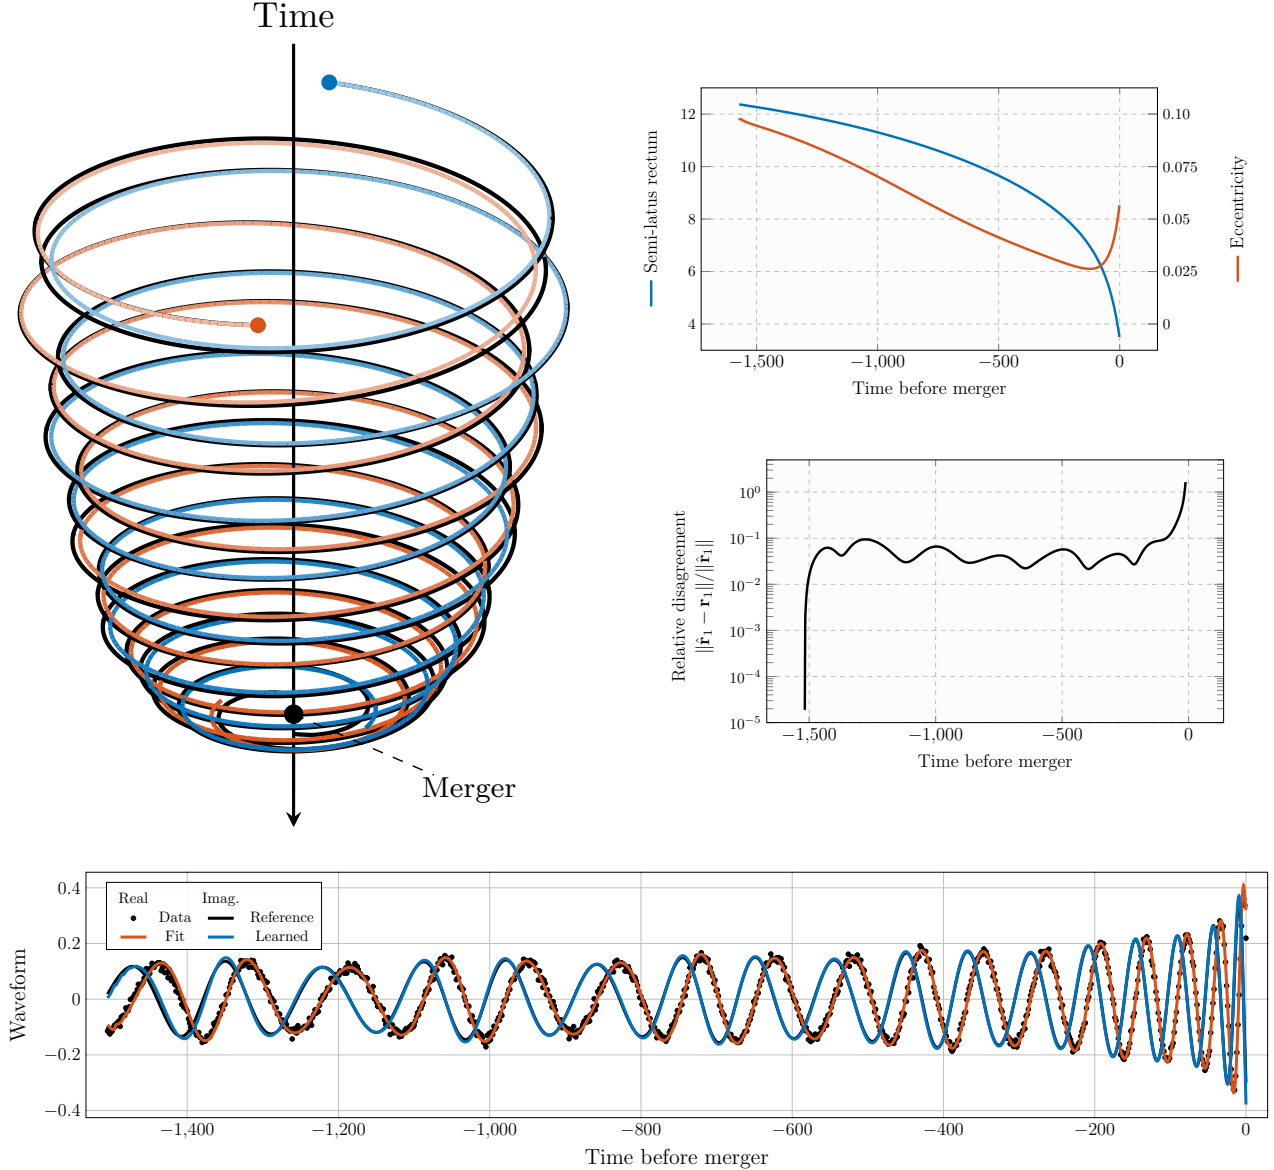 Time
Merger
12
10
8
6
4
0.10
0.075
0.05
0.025
0
−1,500
−1,000
−500
0
Time before merger
Semi-latus rectum
Eccentricity
10⁰
10⁻¹
10⁻²
10⁻³
10⁻⁴
10⁻⁵
−1,500
−1,000
−500
0
Time before merger
Relative disagreement
||r̂₁ − r₁||/||r̂₁||
0.4
0.2
0
−0.2
−0.4
Waveform
Real Imag.
Data Reference
Fit Learned
−1,400
−1,200
−1,000
−800
−600
−400
−200
0
Time before merger